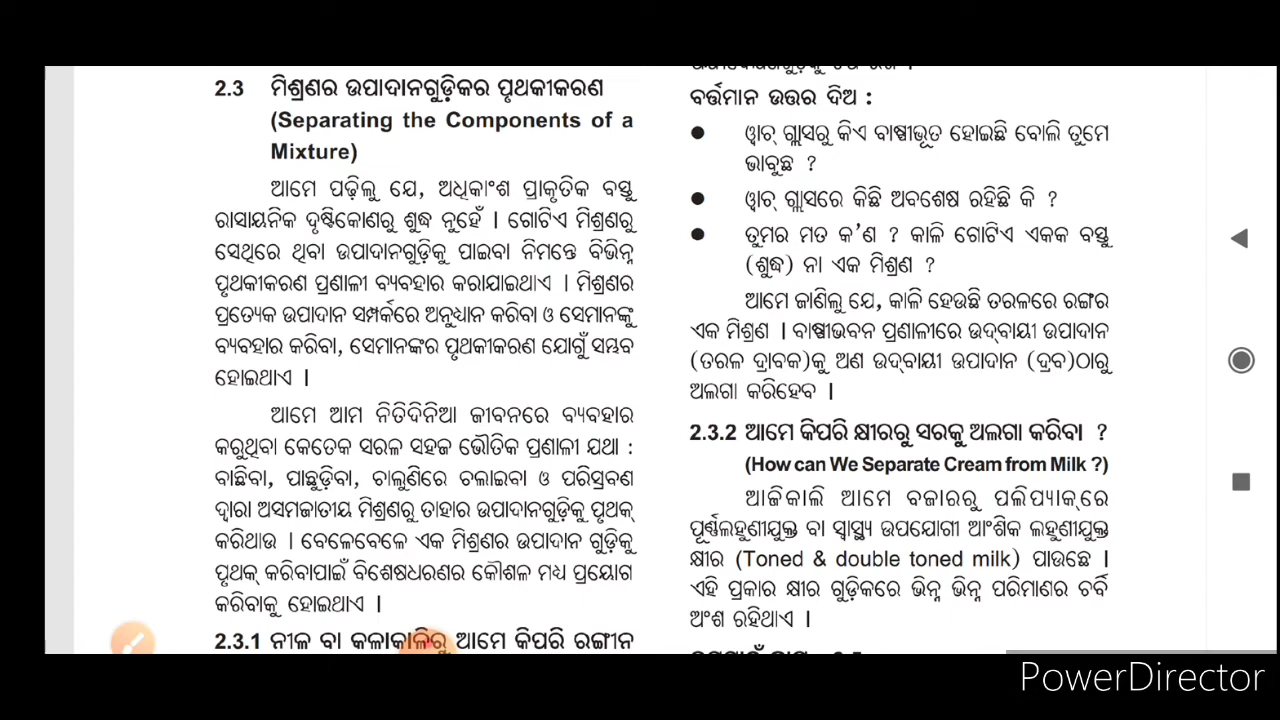 2.3 ମିଶ୍ରଣର ଉପାଦାନଗୁଡ଼ିକର ପୃଥକୀକରଣ
(Separating the Components of a
Mixture)
ଆମେ ପଢ଼ିଲୁ ଯେ, ଅଧିକାଂଶ ପ୍ରାକୃତିକ ବସ୍ତୁ
ରାସାୟନିକ ଦୃଷ୍ଟିକୋଣରୁ ଶୁଦ୍ଧ ନୁହେଁ । ଗୋଟିଏ ମିଶ୍ରଣରୁ
ସେଥିରେ ଥିବା ଉପାଦାନଗୁଡ଼ିକୁ ପାଇବା ନିମନ୍ତେ ବିଭିନ୍ନ
ପୃଥକୀକରଣ ପ୍ରଣାଳୀ ବ୍ୟବହାର କରାଯାଇଥାଏ । ମିଶ୍ରଣର
ପ୍ରତ୍ୟେକ ଉପାଦାନ ସମ୍ପର୍କରେ ଅନୁଧ୍ୟାନ କରିବା ଓ ସେମାନଙ୍କୁ
ବ୍ୟବହାର କରିବା, ସେମାନଙ୍କର ପୃଥକୀକରଣ ଯୋଗୁଁ ସମ୍ଭବ
ହୋଇଥାଏ ।
ଆମେ ଆମ ନିତିଦିନିଆ ଜୀବନରେ ବ୍ୟବହାର
କରୁଥିବା କେତେକ ସରଳ ସହଜ ଭୌତିକ ପ୍ରଣାଳୀ ଯଥା :
ବାଛିବା, ପାଛୁଡ଼ିବା, ଚାଲୁଣିରେ ଚଲାଇବା ଓ ପରିସ୍ରବଣ
ଦ୍ୱାରା ଅସମଜାତୀୟ ମିଶ୍ରଣରୁ ତାହାର ଉପାଦାନଗୁଡ଼ିକୁ ପୃଥକ୍
କରିଥାଉ । ବେଳେବେଳେ ଏକ ମିଶ୍ରଣର ଉପାଦାନ ଗୁଡ଼ିକୁ
ପୃଥକ୍ କରିବାପାଇଁ ବିଶେଷଧରଣର କୌଶଳ ମଧ୍ୟ ପ୍ରୟୋଗ
କରିବାକୁ ହୋଇଥାଏ ।
2.3.1 ନୀଳ ବା କଳାକାଳିରୁ ଆମେ କିପରି ରଙ୍ଗୀନ
ବର୍ତ୍ତମାନ ଉତ୍ତର ଦିଅ :
● ୱାଚ୍ ଗ୍ଲାସରୁ କିଏ ବାଷ୍ପୀଭୂତ ହୋଇଛି ବୋଲି ତୁମେ
ଭାବୁଛ ?
● ୱାଚ୍ ଗ୍ଲାସରେ କିଛି ଅବଶେଷ ରହିଛି କି ?
● ତୁମର ମତ କ’ଣ ? କାଳି ଗୋଟିଏ ଏକକ ବସ୍ତୁ
(ଶୁଦ୍ଧ) ନା ଏକ ମିଶ୍ରଣ ?
ଆମେ ଜାଣିଲୁ ଯେ, କାଳି ହେଉଛି ତରଳରେ ରଙ୍ଗର
ଏକ ମିଶ୍ରଣ । ବାଷ୍ପୀଭବନ ପ୍ରଣାଳୀରେ ଉଦ୍‌ବାୟୀ ଉପାଦାନ
(ତରଳ ଦ୍ରାବକ)କୁ ଅଣ ଉଦ୍‌ବାୟୀ ଉପାଦାନ (ଦ୍ରବ)ଠାରୁ
ଅଲଗା କରିହେବ ।
2.3.2 ଆମେ କିପରି କ୍ଷୀରରୁ ସରକୁ ଅଲଗା କରିବା ?
(How can We Separate Cream from Milk ?)
ଆଜିକାଲି ଆମେ ବଜାରରୁ ପଲିପ୍ୟାକ୍‌ରେ
ପୂର୍ଣ୍ଣଲହୁଣୀଯୁକ୍ତ ବା ସ୍ୱାସ୍ଥ୍ୟ ଉପଯୋଗୀ ଆଂଶିକ ଲହୁଣୀଯୁକ୍ତ
କ୍ଷୀର (Toned & double toned milk) ପାଉଛେ ।
ଏହି ପ୍ରକାର କ୍ଷୀର ଗୁଡ଼ିକରେ ଭିନ୍ନ ଭିନ୍ନ ପରିମାଣର ଚର୍ବି
ଅଂଶ ରହିଥାଏ ।
PowerDirector